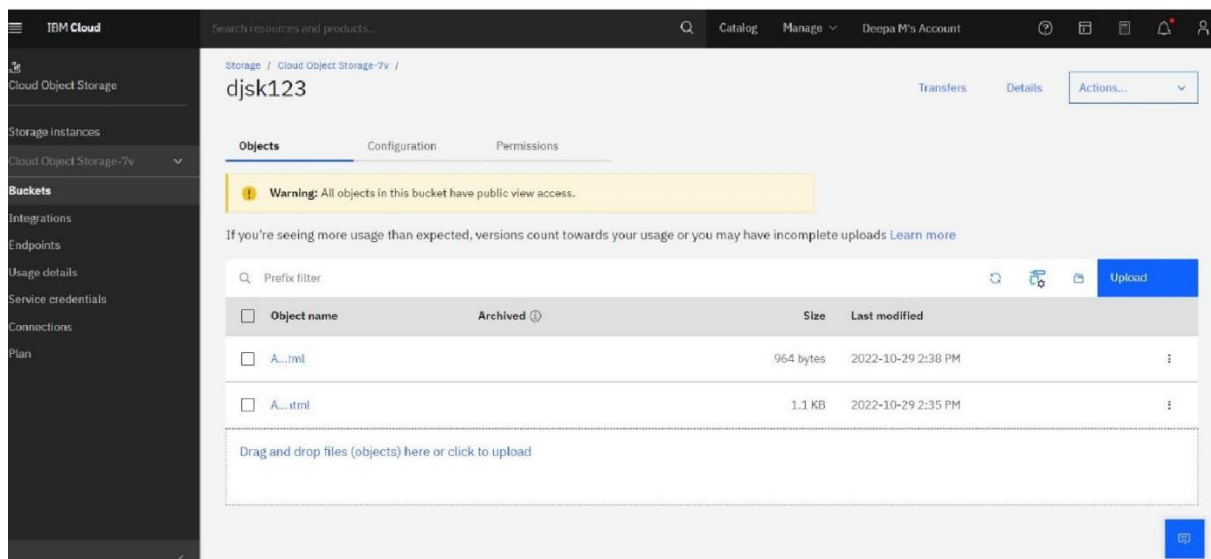 IBM Cloud
Search resources and products...
Catalog
Manage
Deepa M's Account
Cloud Object Storage
Storage instances
Cloud Object Storage-7v
Buckets
Integrations
Endpoints
Usage details
Service credentials
Connections
Plan
Storage / Cloud Object Storage-7v /
djsk123
Transfers
Details
Actions...
Objects
Configuration
Permissions
Warning: All objects in this bucket have public view access.
If you're seeing more usage than expected, versions count towards your usage or you may have incomplete uploads Learn more
Prefix filter
Upload
Object name Archived Size Last modified
A...tml 964 bytes 2022-10-29 2:38 PM
A... 1.1 KB 2022-10-29 2:35 PM
Drag and drop files (objects) here or click to upload